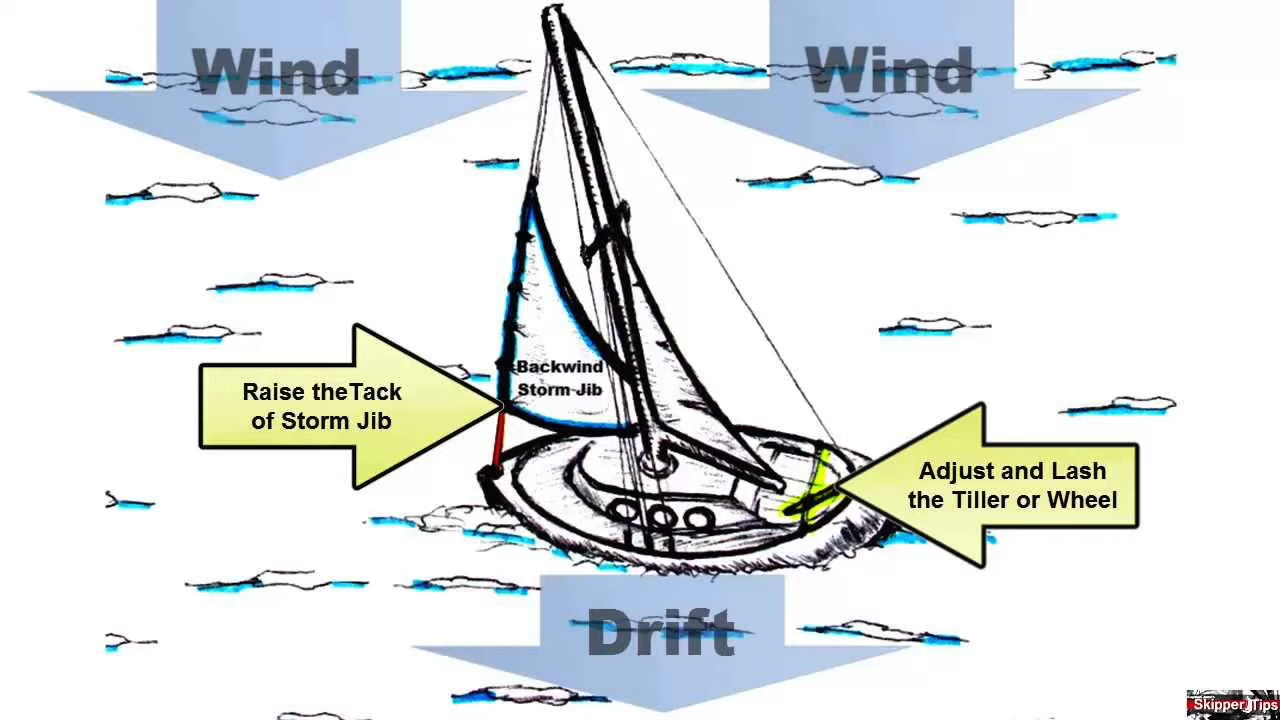 Wind
Wind
Backwind
Storm Jib
Raise theTack
of Storm Jib
Adjust and Lash
the Tiller or Wheel
Drift
Skipper Tips